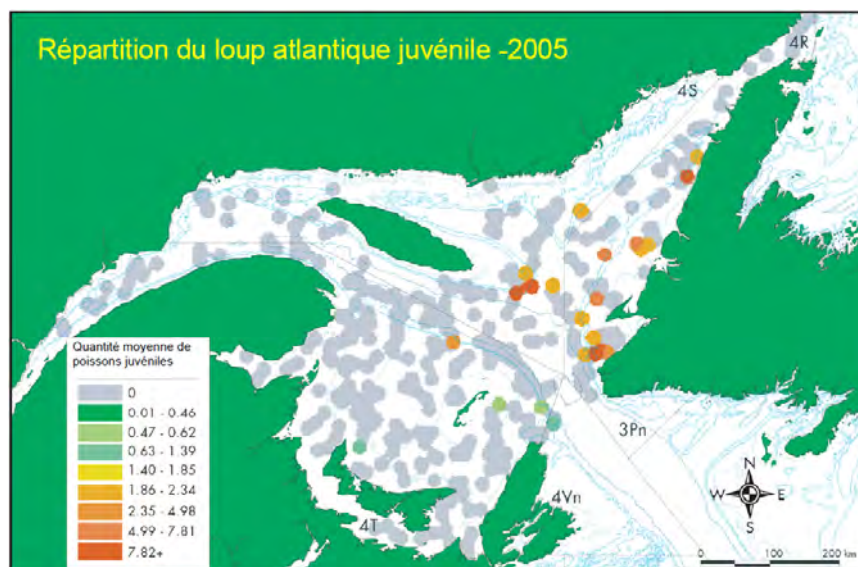 Répartition du loup atlantique juvénile -2005
4R
4S
Quantité moyenne de
poissons juvéniles
0
0.01 - 0.46
0.47 - 0.62
0.63 - 1.39
1.40 - 1.85
1.86 - 2.34
2.35 - 4.98
4.99 - 7.81
7.82+
3Pn
4Vn
4T
N
W E
S
0 100 200 km